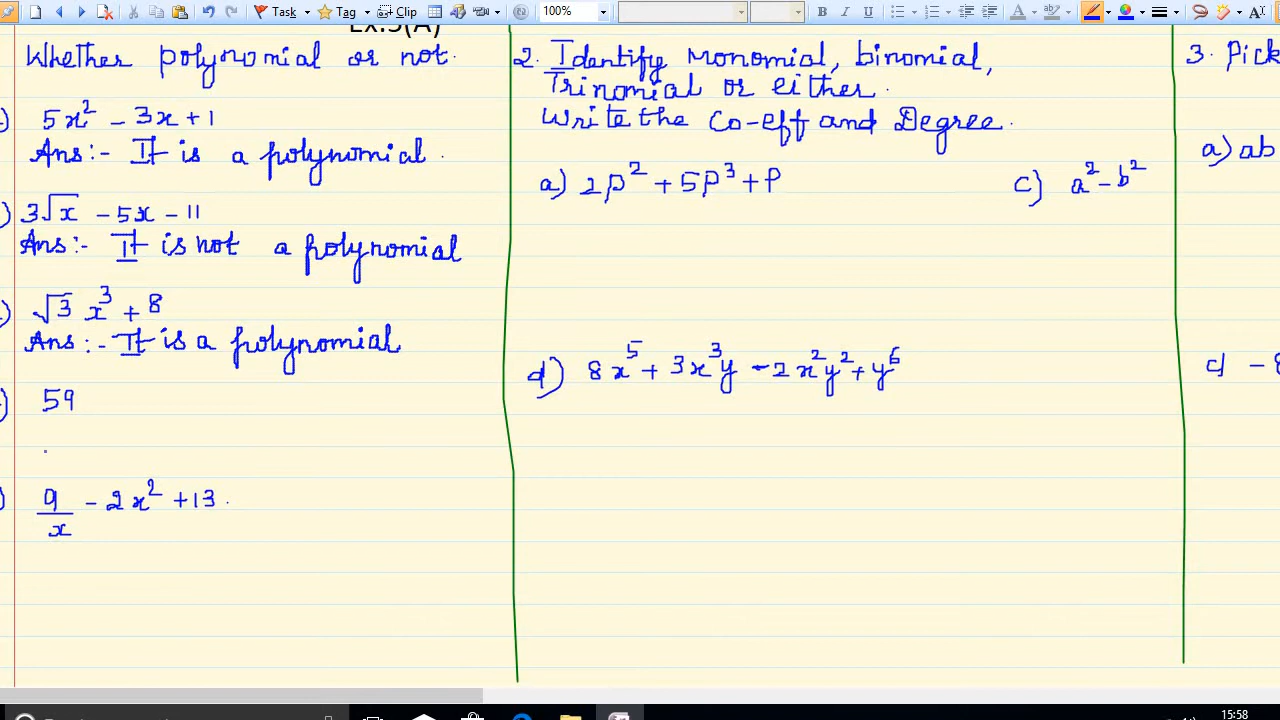 Task Tag Clip 100% B I U
Ex.5(A)
Whether polynomial or not.
5x² - 3x + 1
Ans:- It is a polynomial.
3√x - 5x - 11
Ans:- It is not a polynomial
√3 x³ + 8
Ans:- It is a polynomial
59
9/x - 2x² + 13.
2. Identify Monomial, binomial,
Trinomial or either.
Write the Co-eff and Degree.
a) 2p² + 5p³ + p
c) a² - b²
d) 8x⁵ + 3x³y - 2x²y² + y⁶
3. Pick
a) ab
d - 8
15:58